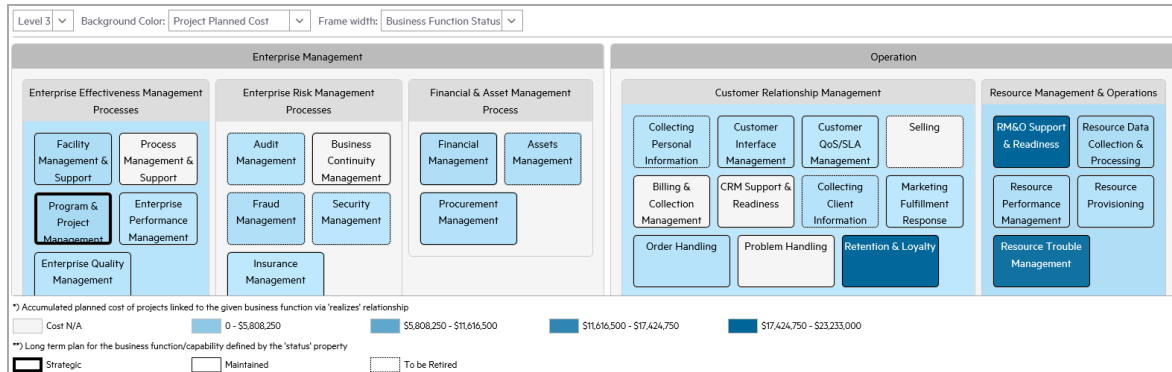 Level 3 Background Color: Project Planned Cost Frame width: Business Function Status
Enterprise Management
Operation
Enterprise Effectiveness Management
Processes
Enterprise Risk Management
Processes
Financial & Asset Management
Process
Customer Relationship Management
Resource Management & Operations
Facility
Management &
Support
Process
Management &
Support
Program &
Project
Management
Enterprise
Performance
Management
Enterprise Quality
Management
Audit
Management
Business
Continuity
Management
Fraud
Management
Security
Management
Insurance
Management
Financial
Management
Assets
Management
Procurement
Management
Collecting
Personal
Information
Customer
Interface
Management
Customer
QoS/SLA
Management
Selling
Billing &
Collection
Management
CRM Support &
Readiness
Collecting
Client
Information
Marketing
Fulfillment
Response
Order Handling
Problem Handling
Retention & Loyalty
RM&O Support
& Readiness
Resource Data
Collection &
Processing
Resource
Performance
Management
Resource
Provisioning
Resource Trouble
Management
*) Accumulated planned cost of projects linked to the given business function via 'realizes' relationship
Cost N/A 0 - $5,808,250 $5,808,250 - $11,616,500 $11,616,500 - $17,424,750 $17,424,750 - $23,233,000
**) Long term plan for the business function/capability defined by the 'status' property
Strategic Maintained To be Retired